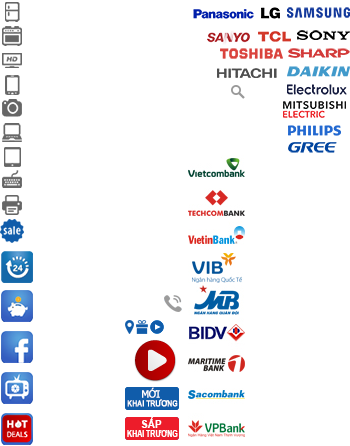 Panasonic LG SAMSUNG
SANYO TCL SONY
TOSHIBA SHARP
HD
HITACHI DAIKIN
Electrolux
MITSUBISHI
ELECTRIC
PHILIPS
GREE
Vietcombank
TECHCOMBANK
sale
VietinBank
24
VIB
Ngân hàng Quốc Tế
MB
NGÂN HÀNG QUÂN ĐỘI
BIDV
MARITIME
BANK
MỚI
KHAI TRƯƠNG
Sacombank
HOT
DEALS
SẮP
KHAI TRƯƠNG
VPBank
Ngân hàng Việt Nam Thịnh Vượng